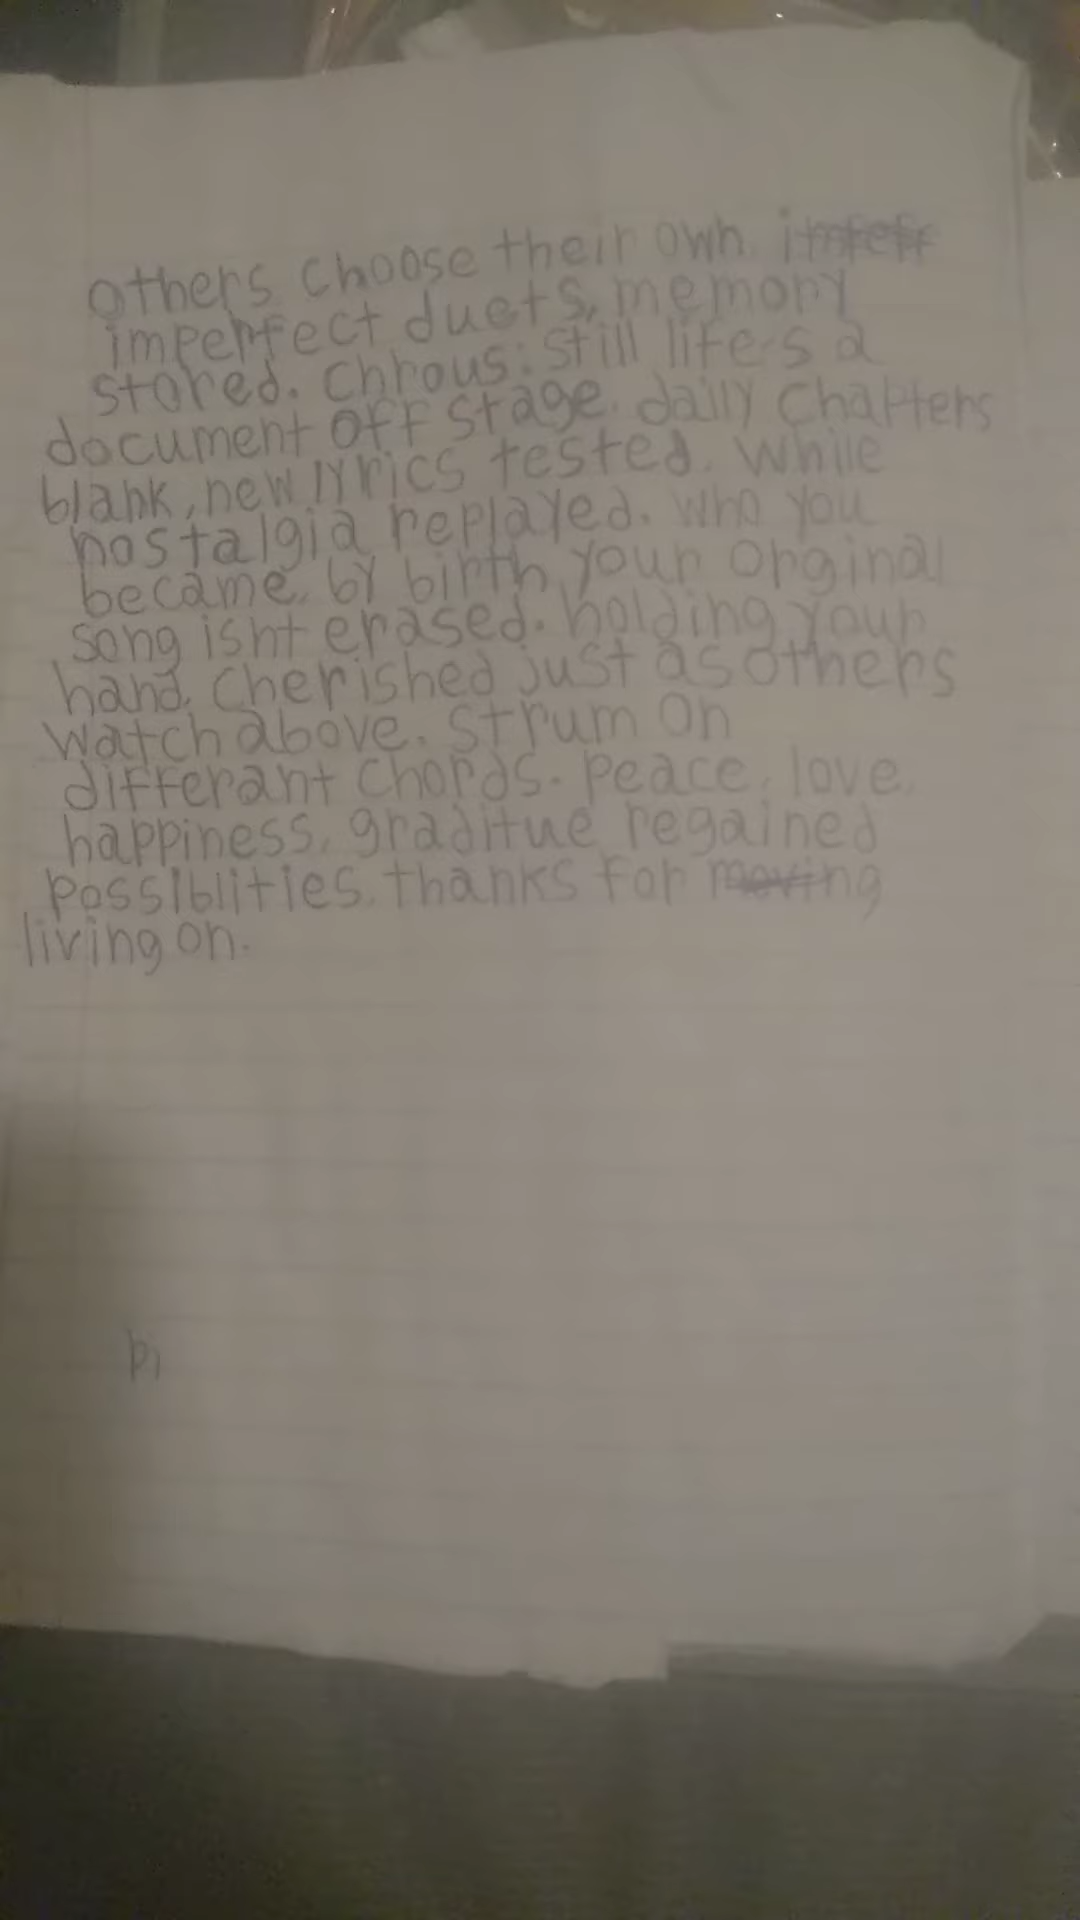 others choose their own.
imperfect duets, memory
stored. chrous: still life-s a
document off stage. daily chapters
blank, new lyrics tested. while
nostalgia replayed. who you
became, by birth your orginal
song isnt erased. holding your
hand. cherished just as others
watch above. strum on
differant chords. peace, love,
happiness, graditue regained
possiblities. thanks for moving
living on.